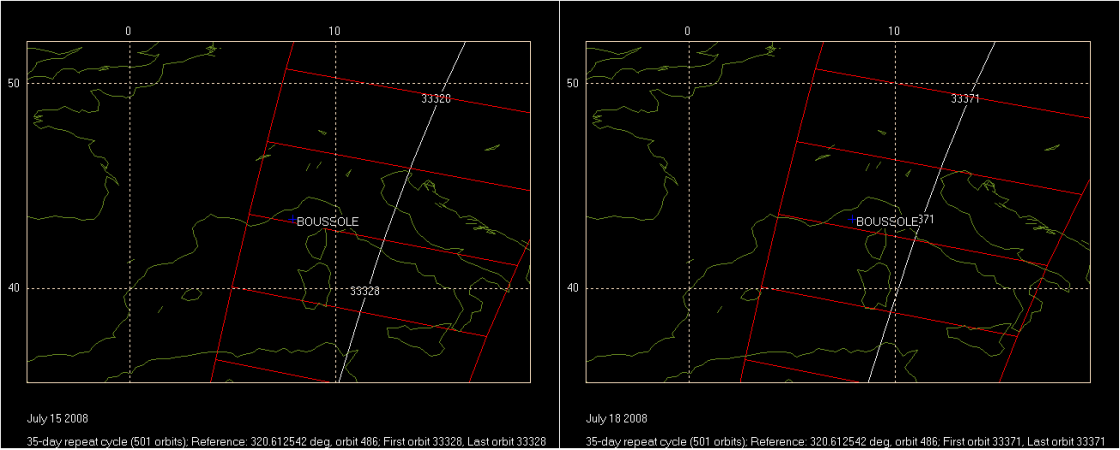 0 10
50
33328
BOUSSOLE
40
33328
July 15 2008
35-day repeat cycle (501 orbits); Reference: 320.612542 deg, orbit 486; First orbit 33328, Last orbit 33328
0 10
50
33371
BOUSSOLE 371
40
July 18 2008
35-day repeat cycle (501 orbits); Reference: 320.612542 deg, orbit 486; First orbit 33371, Last orbit 33371